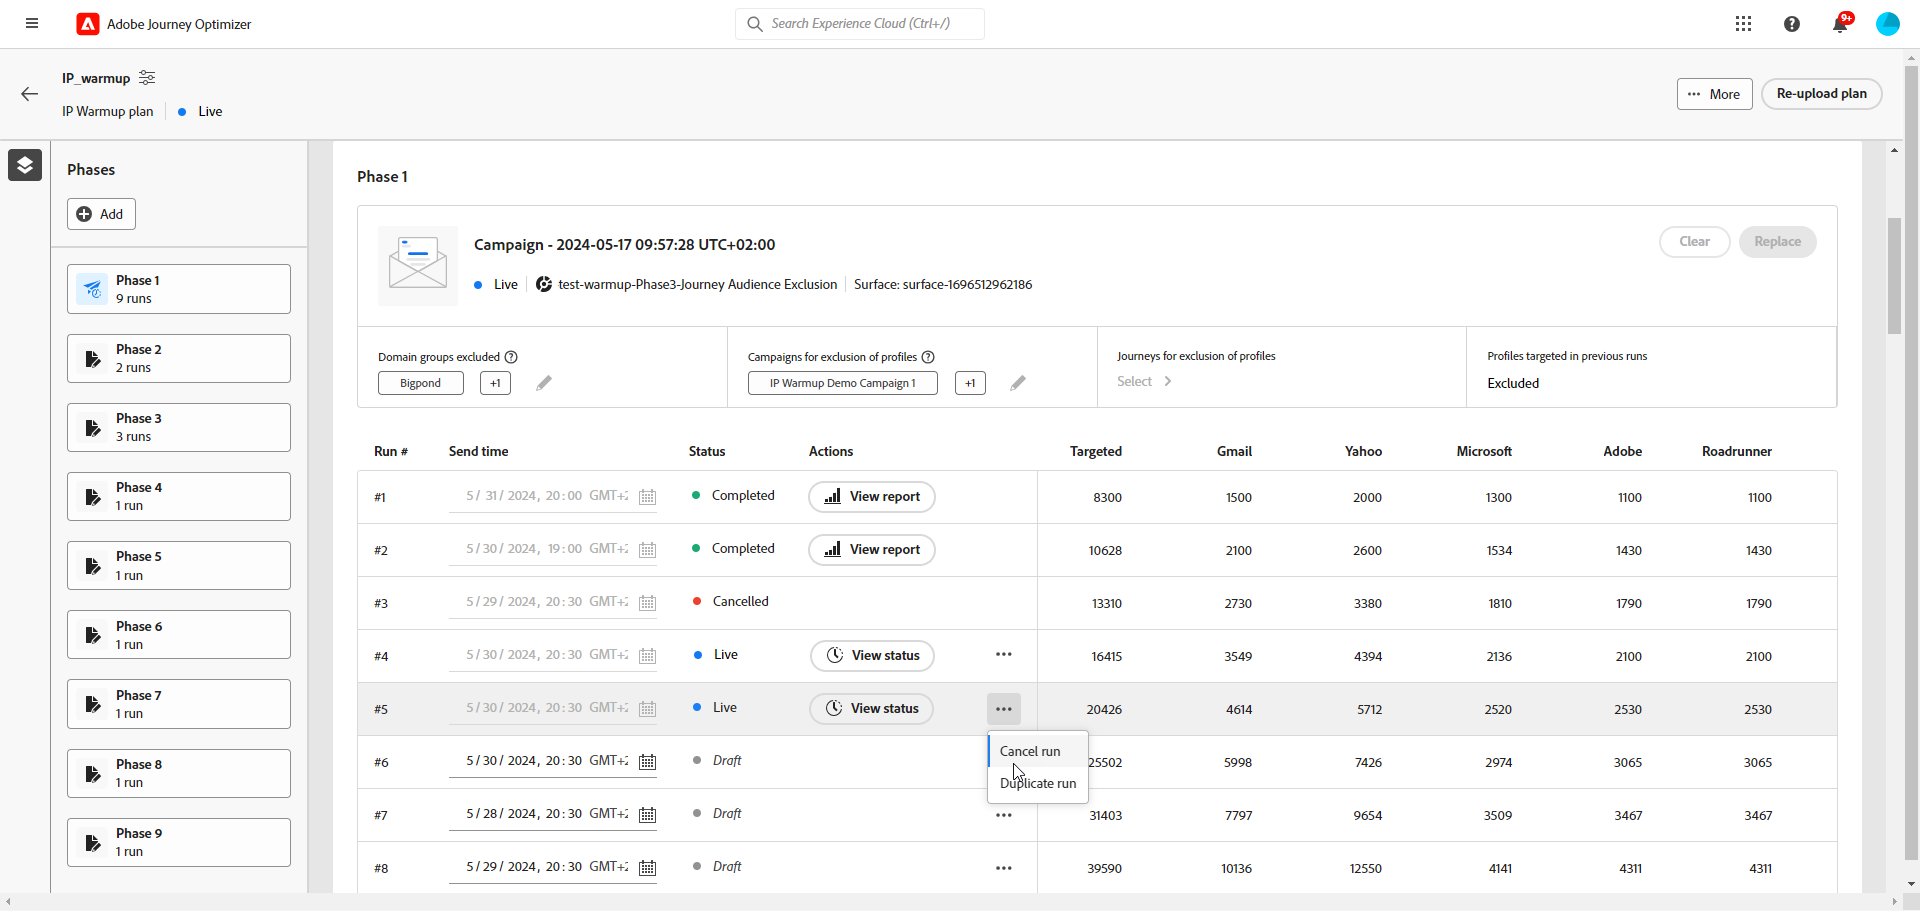 Adobe Journey Optimizer
Search Experience Cloud (Ctrl+/)
9+
IP_warmup
IP Warmup plan
Live
More
Re-upload plan
Phases
Add
Phase 1
9 runs
Phase 2
2 runs
Phase 3
3 runs
Phase 4
1 run
Phase 5
1 run
Phase 6
1 run
Phase 7
1 run
Phase 8
1 run
Phase 9
1 run
Phase 1
Campaign - 2024-05-17 09:57:28 UTC+02:00
Clear
Replace
Live test-warmup-Phase3-Journey Audience Exclusion Surface: surface-1696512962186
Domain groups excluded
Bigpond +1
Campaigns for exclusion of profiles
IP Warmup Demo Campaign 1 +1
Journeys for exclusion of profiles
Select
Profiles targeted in previous runs
Excluded
Run # Send time Status Actions Targeted Gmail Yahoo Microsoft Adobe Roadrunner
#1 5/31/2024, 20:00 GMT+2 Completed View report 8300 1500 2000 1300 1100 1100
#2 5/30/2024, 19:00 GMT+2 Completed View report 10628 2100 2600 1534 1430 1430
#3 5/29/2024, 20:30 GMT+2 Cancelled 13310 2730 3380 1810 1790 1790
#4 5/30/2024, 20:30 GMT+2 Live View status 16415 3549 4394 2136 2100 2100
#5 5/30/2024, 20:30 GMT+2 Live View status 20426 4614 5712 2520 2530 2530
Cancel run
Duplicate run
#6 5/30/2024, 20:30 GMT+2 Draft 25502 5998 7426 2974 3065 3065
#7 5/28/2024, 20:30 GMT+2 Draft 31403 7797 9654 3509 3467 3467
#8 5/29/2024, 20:30 GMT+2 Draft 39590 10136 12550 4141 4311 4311